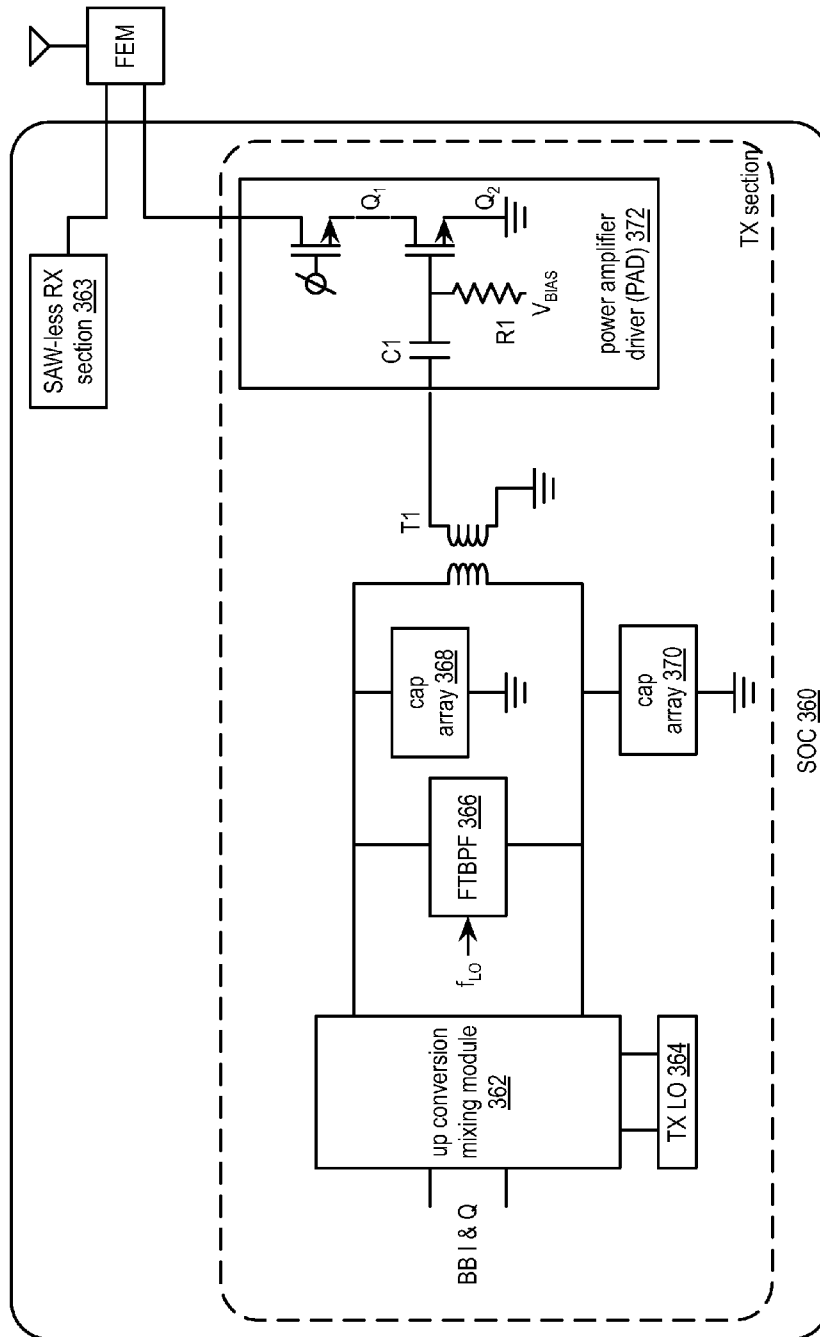 FEM
SAW-less RX
section 363
Q1
Q2
C1
R1
VBIAS
power amplifier
driver (PAD) 372
TX section
T1
cap
array 368
cap
array 370
FTBPF 366
fLO
up conversion
mixing module
362
TX LO 364
BB I & Q
SOC 360